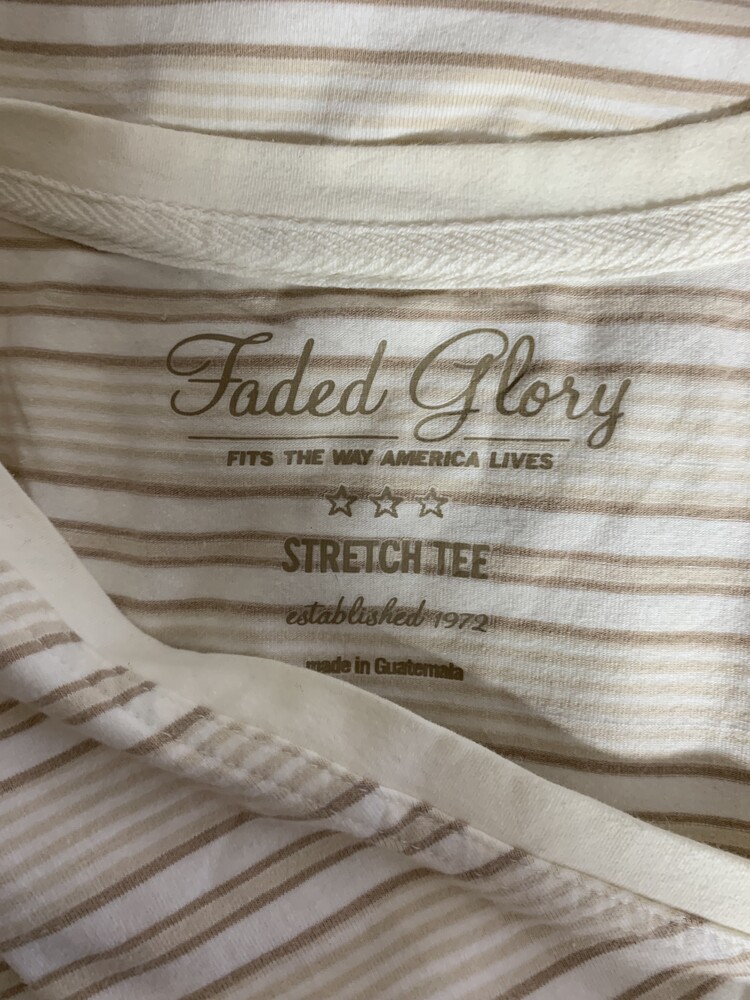 Faded Glory
FITS THE WAY AMERICA LIVES
STRETCH TEE
established 1972
made in Guatemala